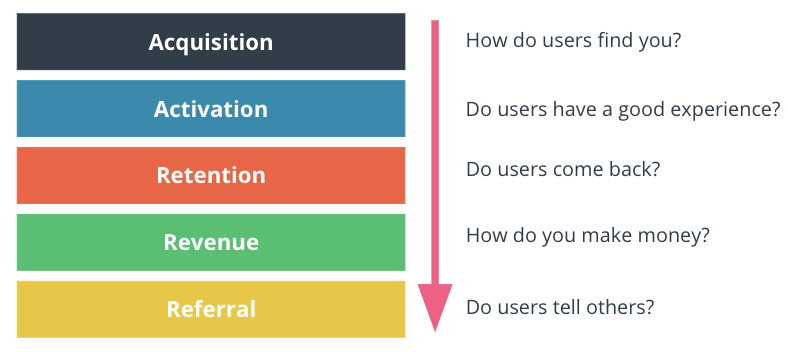 Acquisition
How do users find you?
Activation
Do users have a good experience?
Retention
Do users come back?
Revenue
How do you make money?
Referral
Do users tell others?